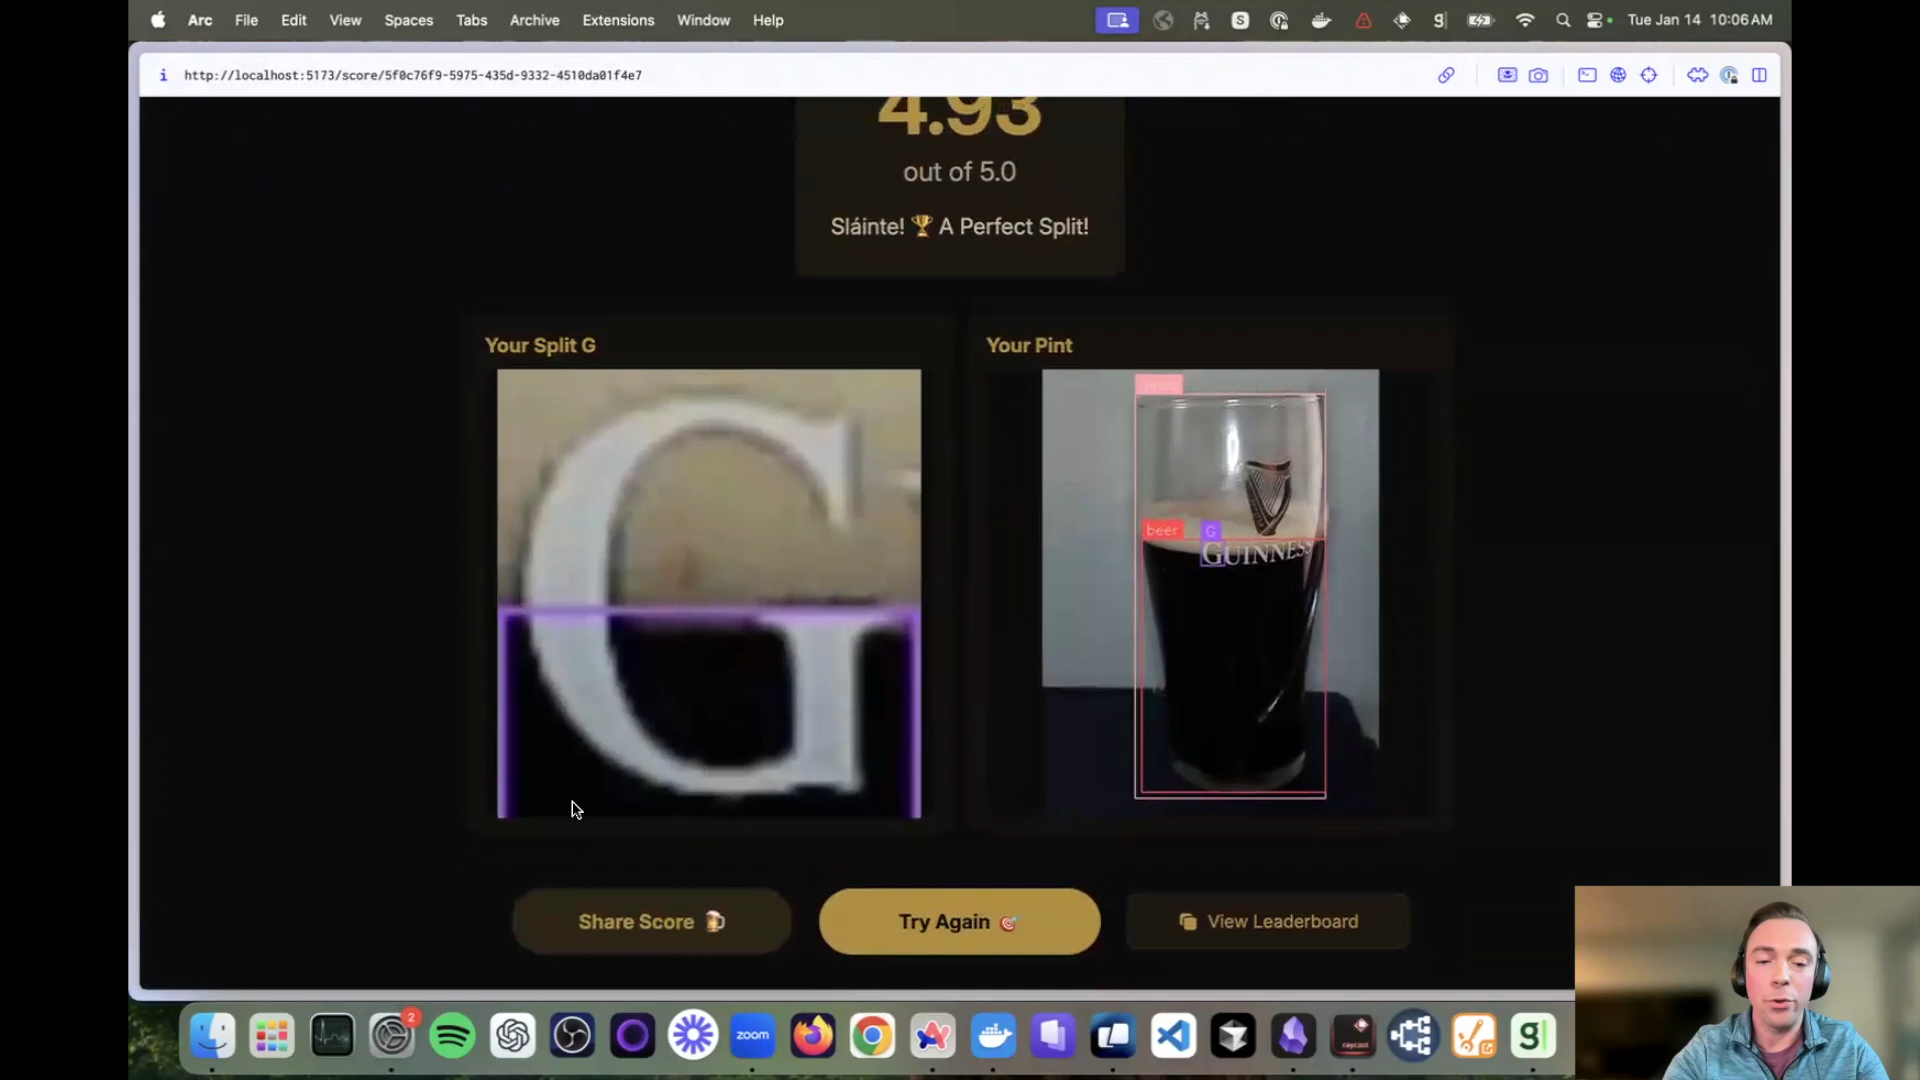 Arc File Edit View Spaces Tabs Archive Extensions Window Help Tue Jan 14 10:06 AM
http://localhost:5173/score/5f0c76f9-5975-435d-9332-4510da01f4e7
4.93
out of 5.0
Sláinte! 🏆 A Perfect Split!
Your Split G
Your Pint
G
beer G
GUINNESS
Share Score 🍺
Try Again 🎯
View Leaderboard
2
zoom
raycast
g